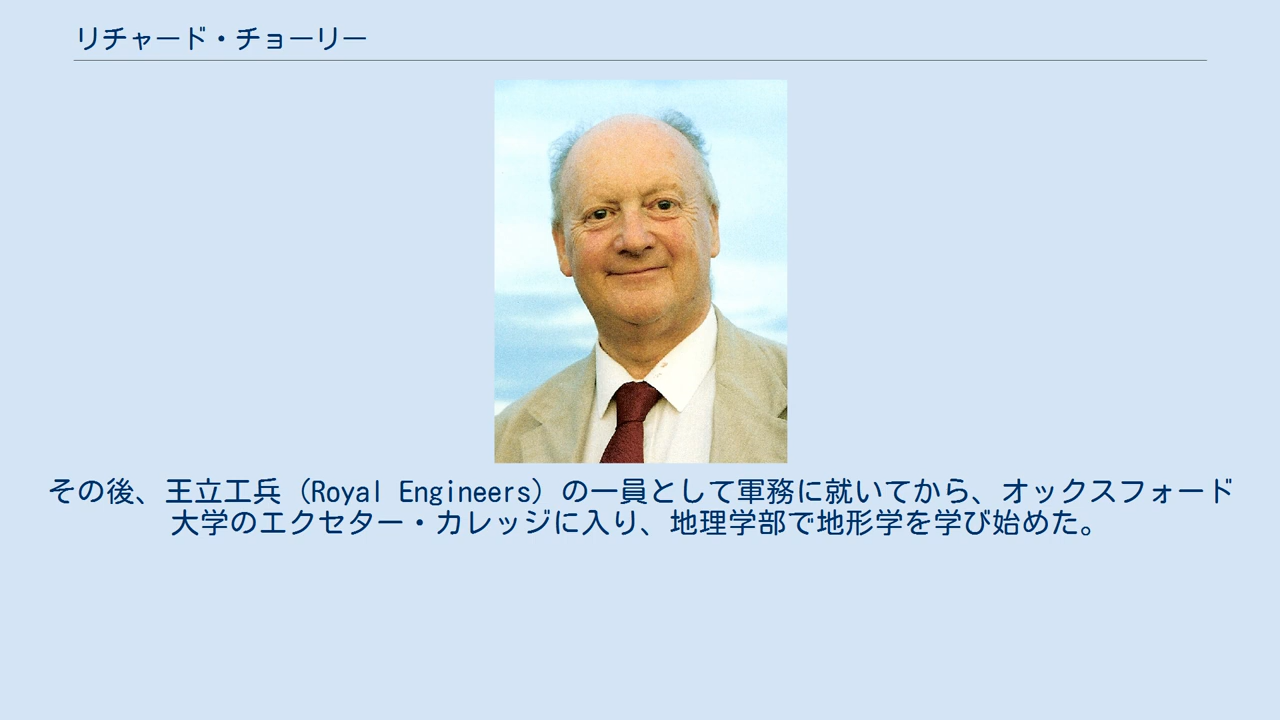 リチャード・チョーリー
その後、王立工兵（Royal Engineers）の一員として軍務に就いてから、オックスフォード
大学のエクセター・カレッジに入り、地理学部で地形学を学び始めた。